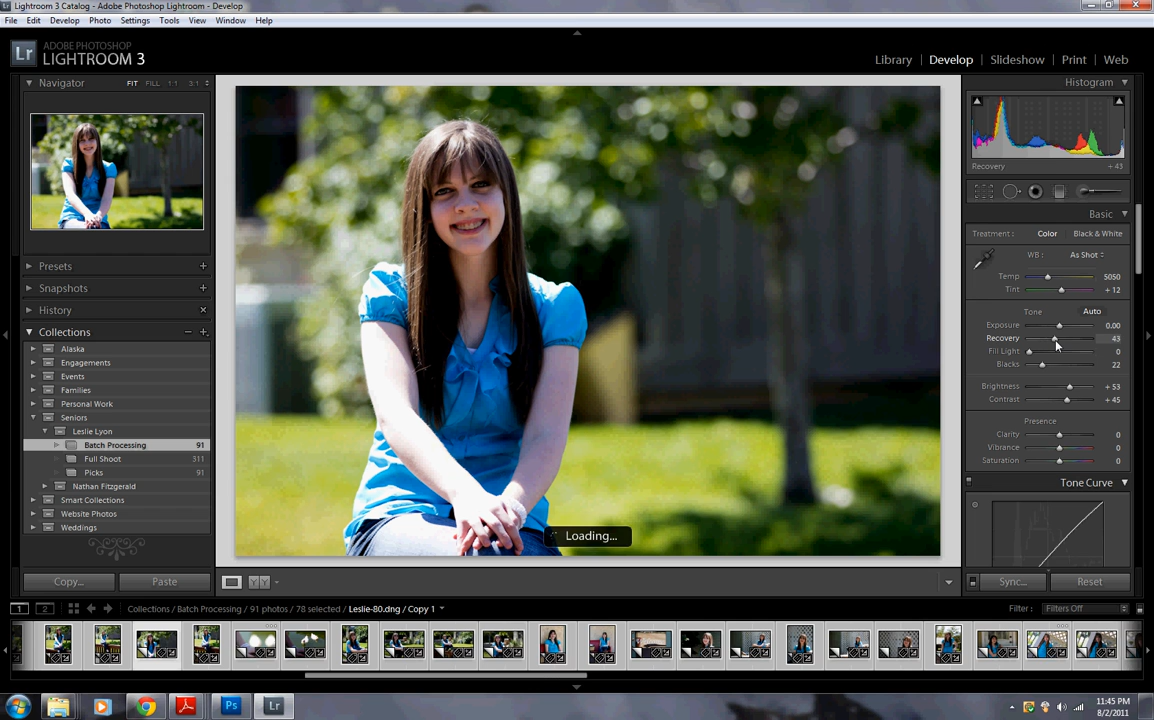 Lightroom 3 Catalog - Adobe Photoshop Lightroom - Develop
File Edit Develop Photo Settings Tools View Window Help
Lr ADOBE PHOTOSHOP
LIGHTROOM 3
Library | Develop | Slideshow | Print | Web
Navigator FIT FILL 1:1 3:1
Presets
Snapshots
History
Collections
Alaska
Engagements
Events
Families
Personal Work
Seniors
Leslie Lyon
Batch Processing 91
Full Shoot 311
Picks 91
Nathan Fitzgerald
Smart Collections
Website Photos
Weddings
Copy... Paste
Loading...
Histogram
Recovery + 43
Basic
Treatment : Color Black & White
WB : As Shot
Temp 5050
Tint + 12
Tone Auto
Exposure 0.00
Recovery 43
Fill Light 0
Blacks 22
Brightness + 53
Contrast + 45
Presence
Clarity 0
Vibrance 0
Saturation 0
Tone Curve
Sync... Reset
1 2 Collections / Batch Processing / 91 photos / 78 selected / Leslie-80.dng / Copy 1 Filter : Filters Off
Ps Lr
11:45 PM
8/2/2011